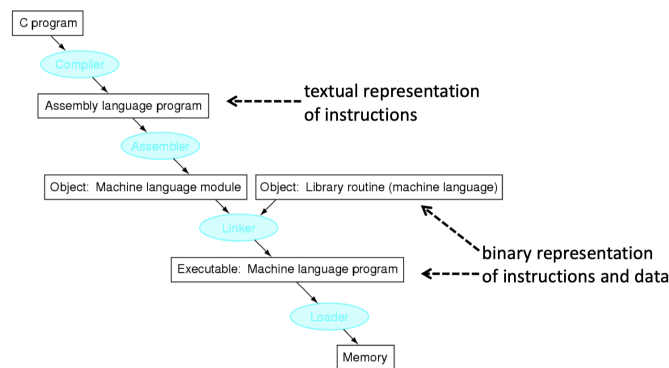 C program
Compiler
textual representation
of instructions
Assembly language program
Assembler
Object: Machine language module
Object: Library routine (machine language)
Linker
binary representation
of instructions and data
Executable: Machine language program
Loader
Memory